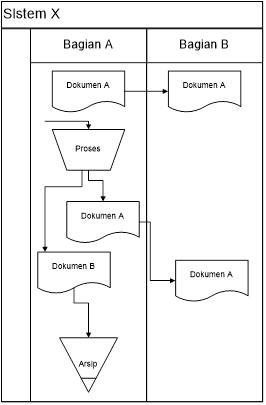 SIstem X
Bagian A
Bagian B
Dokumen A
Dokumen A
Proses
Dokumen A
Dokumen B
Dokumen A
Arsip